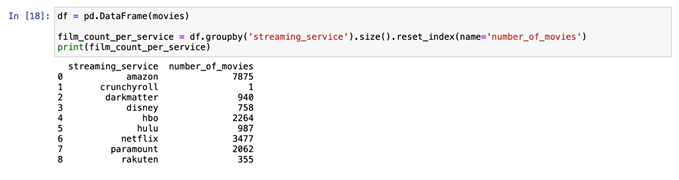 In [18]: df = pd.DataFrame(movies)
film_count_per_service = df.groupby('streaming_service').size().reset_index(name='number_of_movies')
print(film_count_per_service)
streaming_service number_of_movies
0 amazon 7875
1 crunchyroll 1
2 darkmatter 940
3 disney 758
4 hbo 2264
5 hulu 987
6 netflix 3477
7 paramount 2062
8 rakuten 355